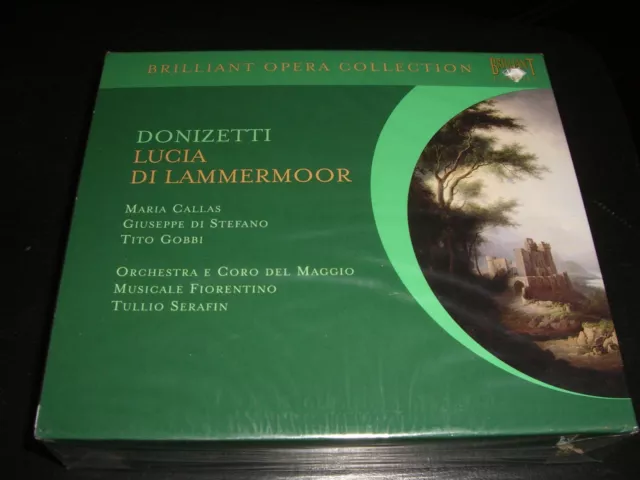 BRILLIANT OPERA COLLECTION
DONIZETTI
LUCIA
DI LAMMERMOOR
MARIA CALLAS
GIUSEPPE DI STEFANO
TITO GOBBI
ORCHESTRA E CORO DEL MAGGIO
MUSICALE FIORENTINO
TULLIO SERAFIN